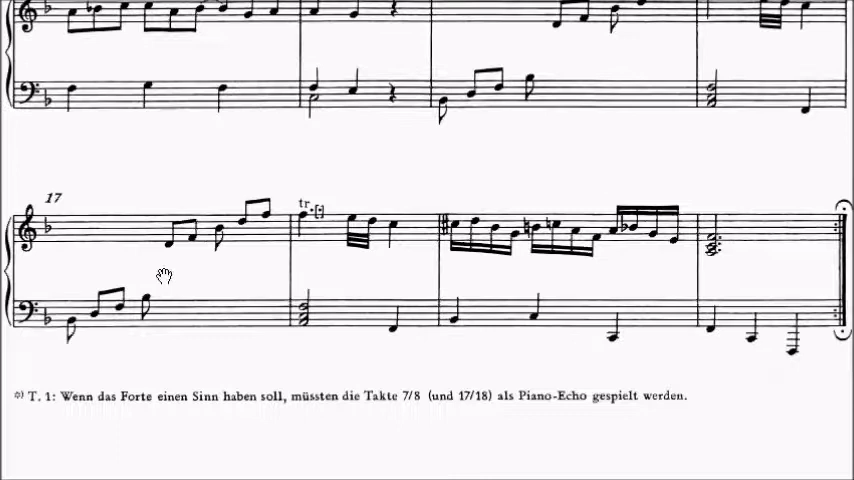 17
tr
*) T. 1: Wenn das Forte einen Sinn haben soll, müssten die Takte 7/8 (und 17/18) als Piano-Echo gespielt werden.